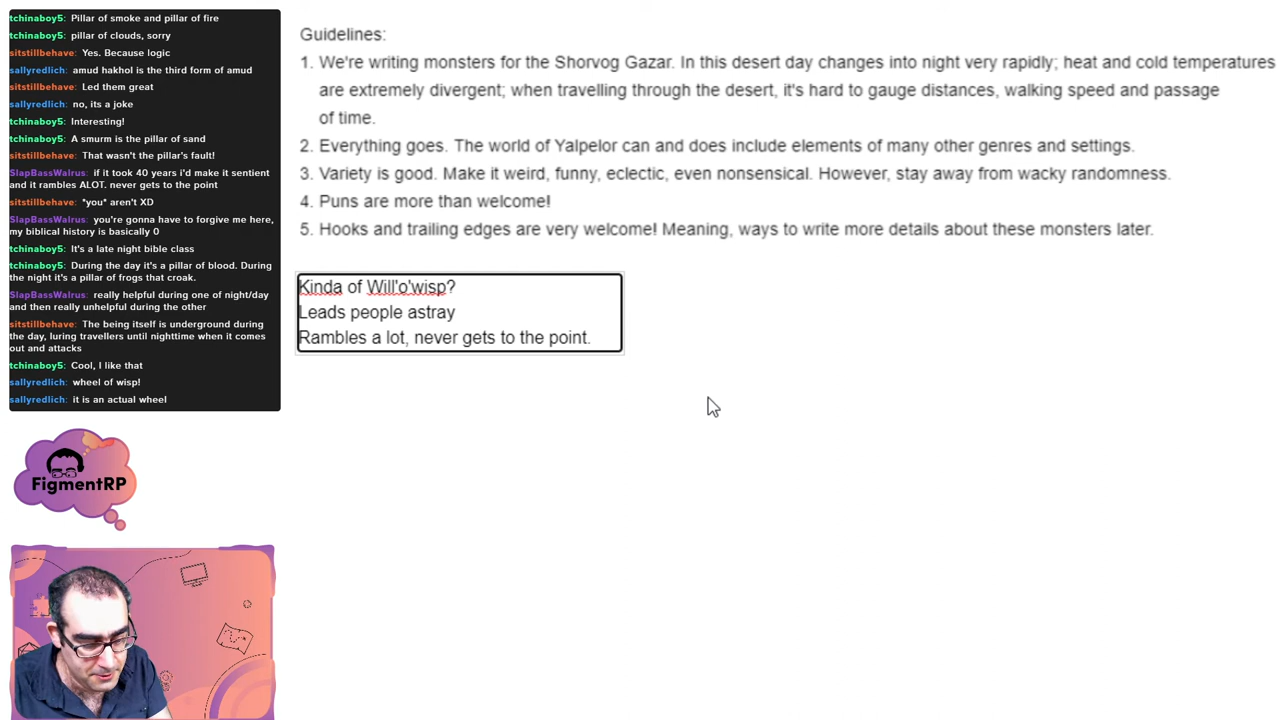 tchinaboy5: Pillar of smoke and pillar of fire
tchinaboy5: pillar of clouds, sorry
sitstillbehave: Yes. Because logic
sallyredlich: amud hakhol is the third form of amud
sitstillbehave: Led them great
sallyredlich: no, its a joke
tchinaboy5: Interesting!
tchinaboy5: A smurm is the pillar of sand
sitstillbehave: That wasn't the pillar's fault!
SlapBassWalrus: if it took 40 years i'd make it sentient
and it rambles ALOT. never gets to the point
sitstillbehave: *you* aren't XD
SlapBassWalrus: you're gonna have to forgive me here,
my biblical history is basically 0
tchinaboy5: It's a late night bible class
tchinaboy5: During the day it's a pillar of blood. During
the night it's a pillar of frogs that croak.
SlapBassWalrus: really helpful during one of night/day
and then really unhelpful during the other
sitstillbehave: The being itself is underground during
the day, luring travellers until nighttime when it comes
out and attacks
tchinaboy5: Cool, I like that
sallyredlich: wheel of wisp!
sallyredlich: it is an actual wheel
FigmentRP
Guidelines:
1. We're writing monsters for the Shorvog Gazar. In this desert day changes into night very rapidly; heat and cold temperatures
are extremely divergent; when travelling through the desert, it's hard to gauge distances, walking speed and passage
of time.
2. Everything goes. The world of Yalpelor can and does include elements of many other genres and settings.
3. Variety is good. Make it weird, funny, eclectic, even nonsensical. However, stay away from wacky randomness.
4. Puns are more than welcome!
5. Hooks and trailing edges are very welcome! Meaning, ways to write more details about these monsters later.
Kinda of Will'o'wisp?
Leads people astray
Rambles a lot, never gets to the point.